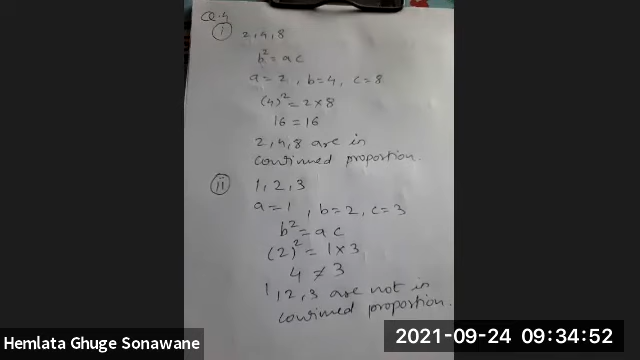 Q.4
i 2, 4, 8
b² = ac
a = 2, b = 4, c = 8
(4)² = 2 × 8
16 = 16
2, 4, 8 are in
continued proportion.
ii 1, 2, 3
a = 1, b = 2, c = 3
b² = ac
(2)² = 1 × 3
4 ≠ 3
1, 2, 3 are not in
continued proportion.
Hemlata Ghuge Sonawane
2021-09-24 09:34:52